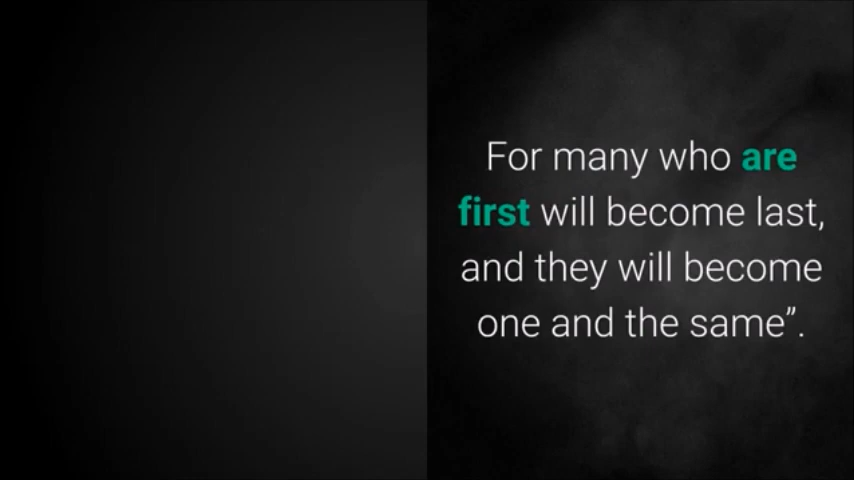 For many who are
first will become last,
and they will become
one and the same”.